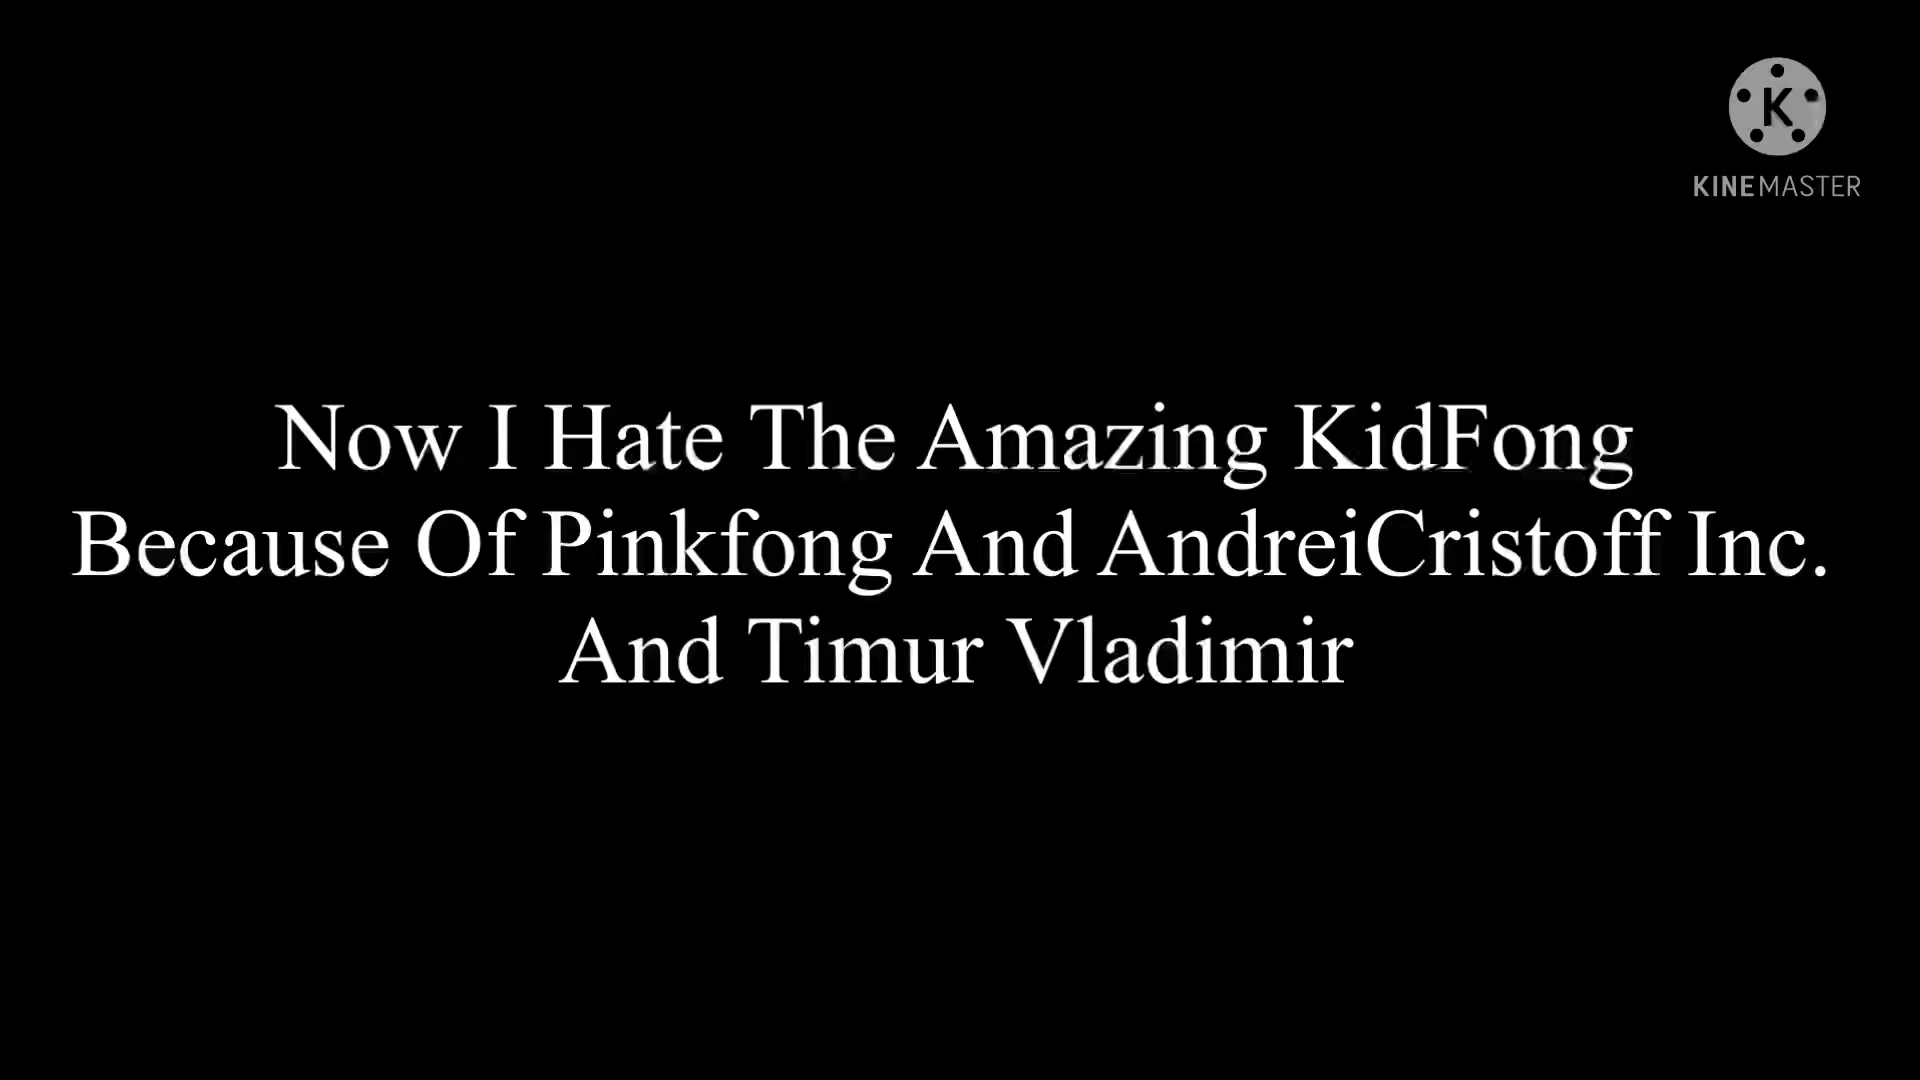 K
KINEMASTER
Now I Hate The Amazing KidFong
Because Of Pinkfong And AndreiCristoff Inc.
And Timur Vladimir